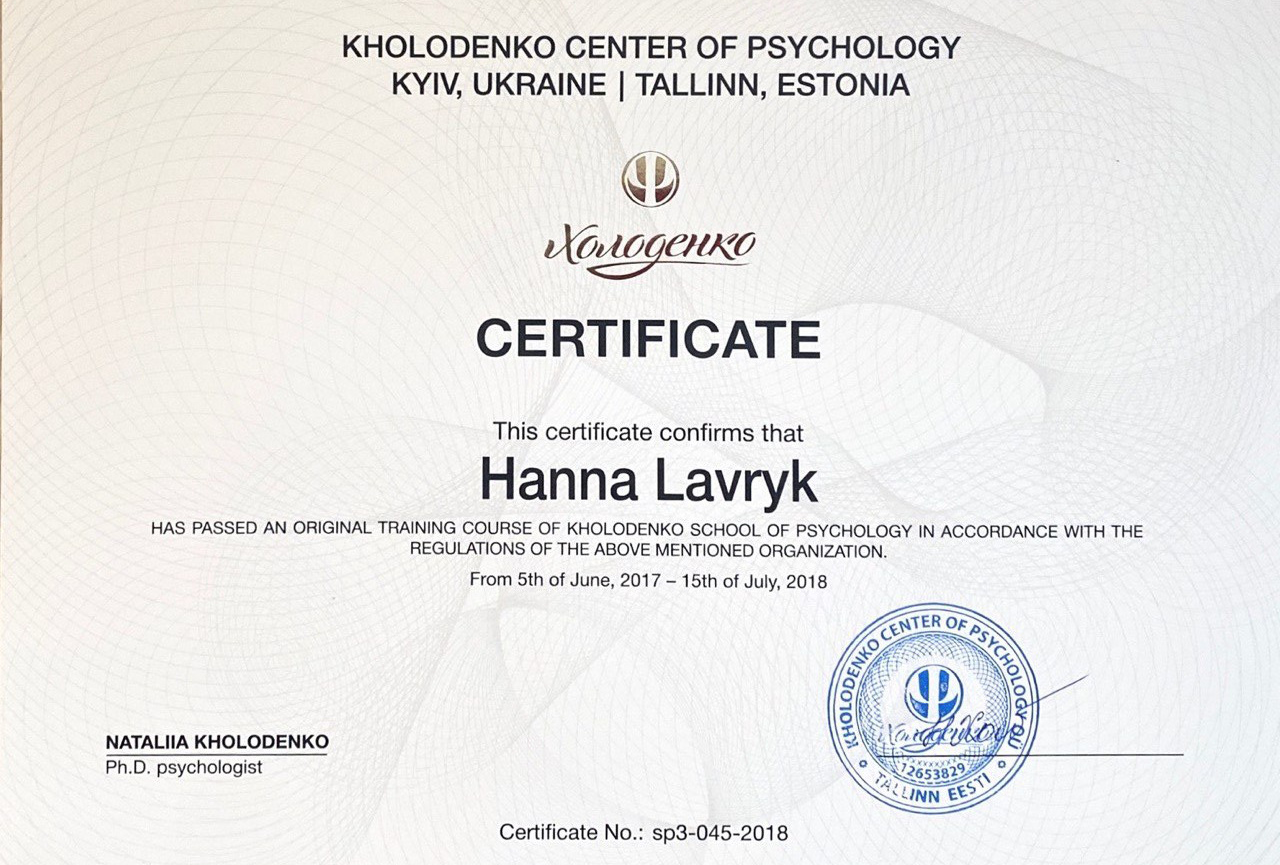 KHOLODENKO CENTER OF PSYCHOLOGY
KYIV, UKRAINE | TALLINN, ESTONIA
Холоденко
CERTIFICATE
This certificate confirms that
Hanna Lavryk
HAS PASSED AN ORIGINAL TRAINING COURSE OF KHOLODENKO SCHOOL OF PSYCHOLOGY IN ACCORDANCE WITH THE
REGULATIONS OF THE ABOVE MENTIONED ORGANIZATION.
From 5th of June, 2017 – 15th of July, 2018
KHOLODENKO CENTER OF PSYCHOLOGY OÜ
Холоденко
12653829
TALLINN EESTI
NATALIIA KHOLODENKO
Ph.D. psychologist
Certificate No.: sp3-045-2018